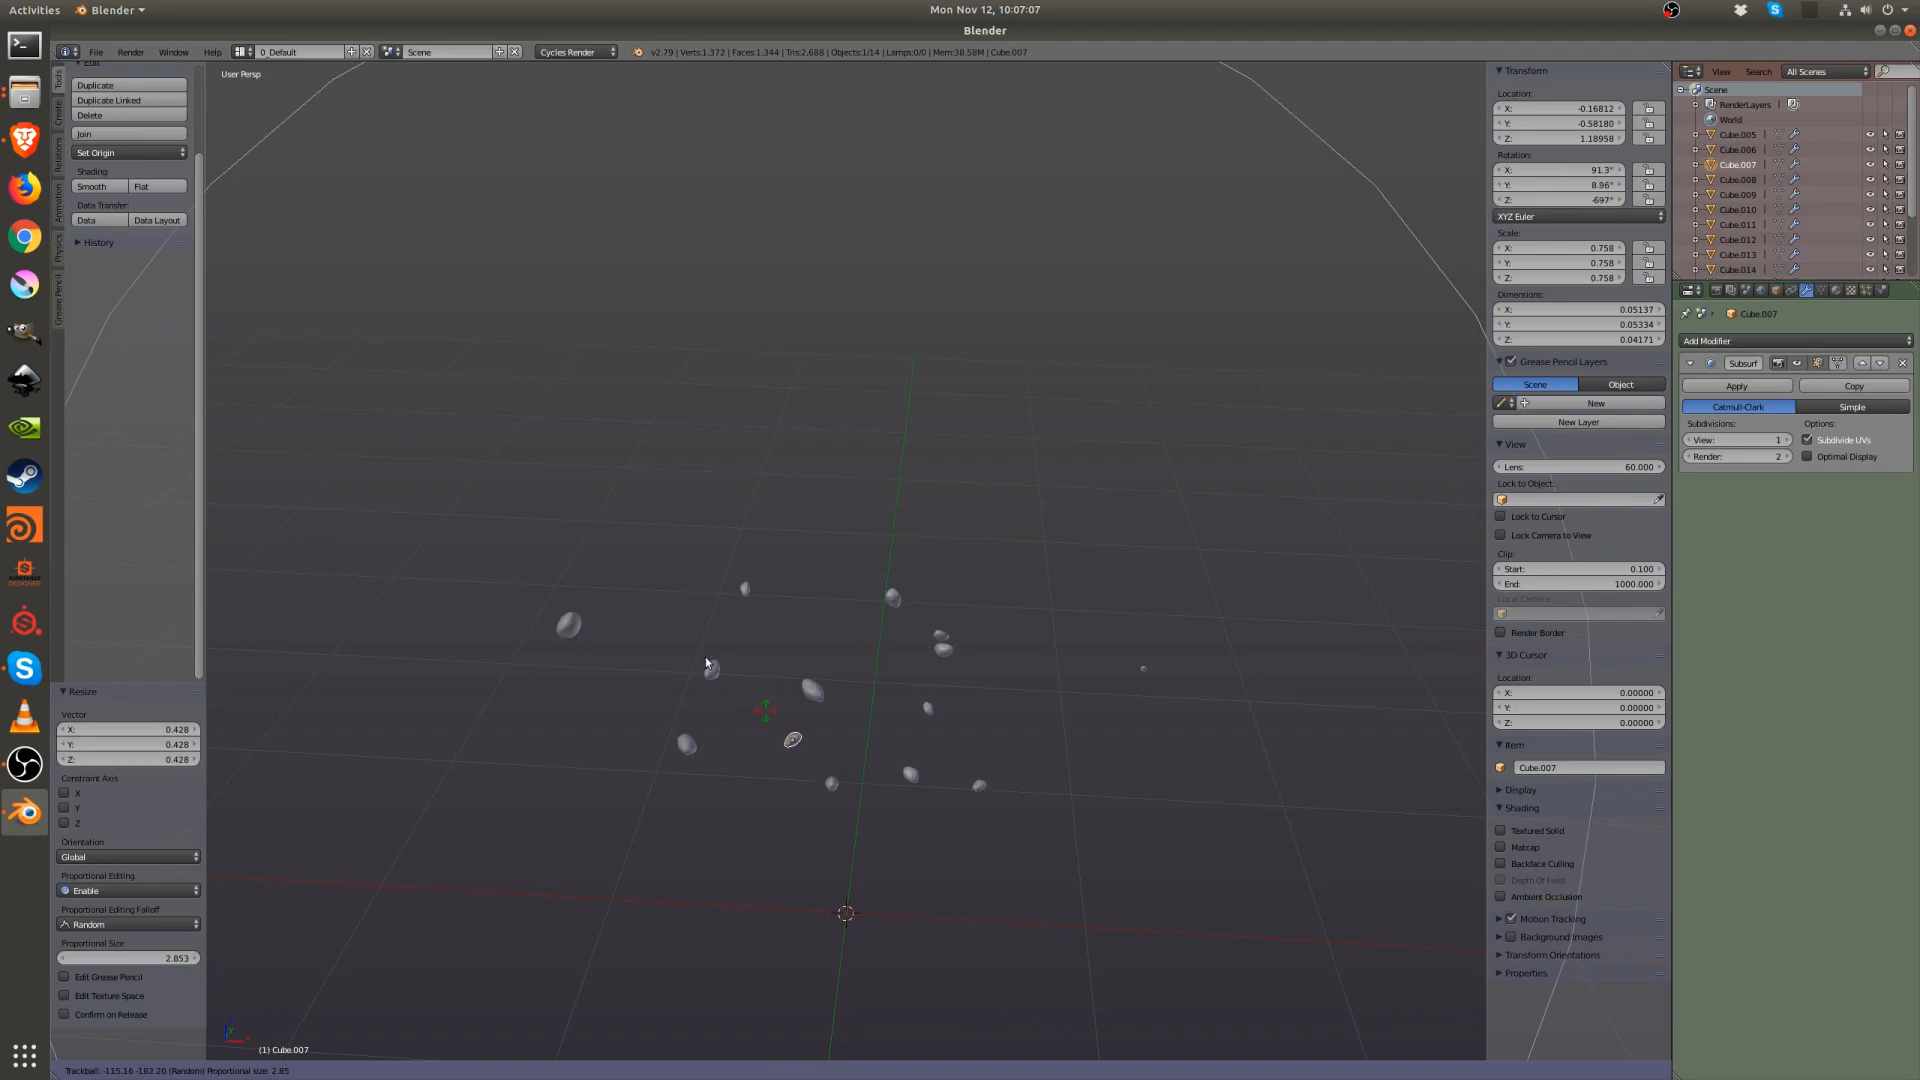 Activities
Blender
Mon Nov 12, 10:07:07
Blender
File Render Window Help
0_Default
Scene
Cycles Render
v2.79 | Verts:1,372 | Faces:1,344 | Tris:2,688 | Objects:1/14 | Lamps:0/0 | Mem:38.58M | Cube.007
Tools
Create
Relations
Animation
Physics
Grease Pencil
Edit
Duplicate
Duplicate Linked
Delete
Join
Set Origin
Shading:
Smooth Flat
Data Transfer:
Data Data Layout
History
Resize
Vector
X: 0.428
Y: 0.428
Z: 0.428
Constraint Axis
X
Y
Z
Orientation
Global
Proportional Editing
Enable
Proportional Editing Falloff
Random
Proportional Size
2.853
Edit Grease Pencil
Edit Texture Space
Confirm on Release
User Persp
(1) Cube.007
Trackball: -115.16 -182.20 (Random) Proportional size: 2.85
Transform
Location:
X: -0.16812
Y: -0.58180
Z: 1.18958
Rotation:
X: 91.3°
Y: 8.96°
Z: -697°
XYZ Euler
Scale:
X: 0.758
Y: 0.758
Z: 0.758
Dimensions:
X: 0.05137
Y: 0.05334
Z: 0.04171
Grease Pencil Layers
Scene Object
New
New Layer
View
Lens: 60.000
Lock to Object:
Lock to Cursor
Lock Camera to View
Clip:
Start: 0.100
End: 1000.000
Local Camera:
Render Border
3D Cursor
Location:
X: 0.00000
Y: 0.00000
Z: 0.00000
Item
Cube.007
Display
Shading
Textured Solid
Matcap
Backface Culling
Depth Of Field
Ambient Occlusion
Motion Tracking
Background Images
Transform Orientations
Properties
View Search All Scenes
Scene
RenderLayers
World
Cube.005
Cube.006
Cube.007
Cube.008
Cube.009
Cube.010
Cube.011
Cube.012
Cube.013
Cube.014
Cube.007
Add Modifier
Subsurf
Apply Copy
Catmull-Clark Simple
Subdivisions: Options:
View: 1 Subdivide UVs
Render: 2 Optimal Display
SUBSTANCE
DESIGNER